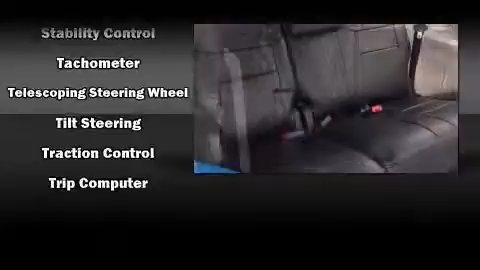 Stability Control
Tachometer
Telescoping Steering Wheel
Tilt Steering
Traction Control
Trip Computer